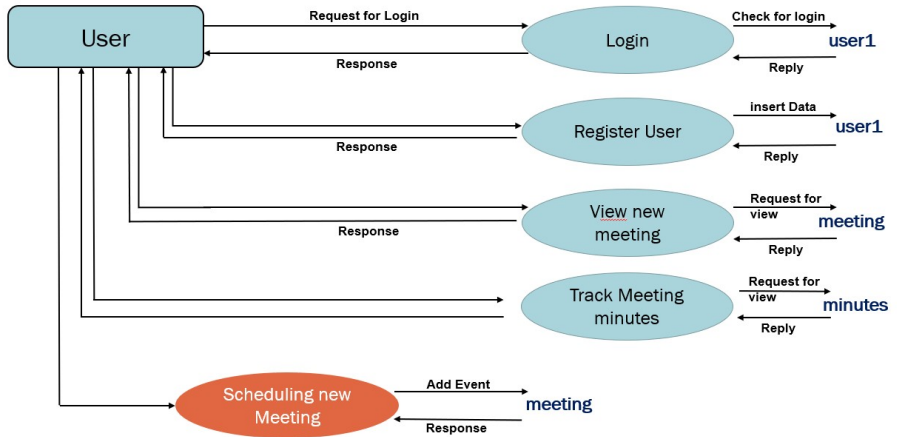 Request for Login
Check for login
User
Login
user1
Response
Reply
insert Data
Register User
user1
Response
Reply
View new
meeting
Request for
view
meeting
Response
Reply
Track Meeting
minutes
Request for
view
minutes
Reply
Scheduling new
Meeting
Add Event
meeting
Response